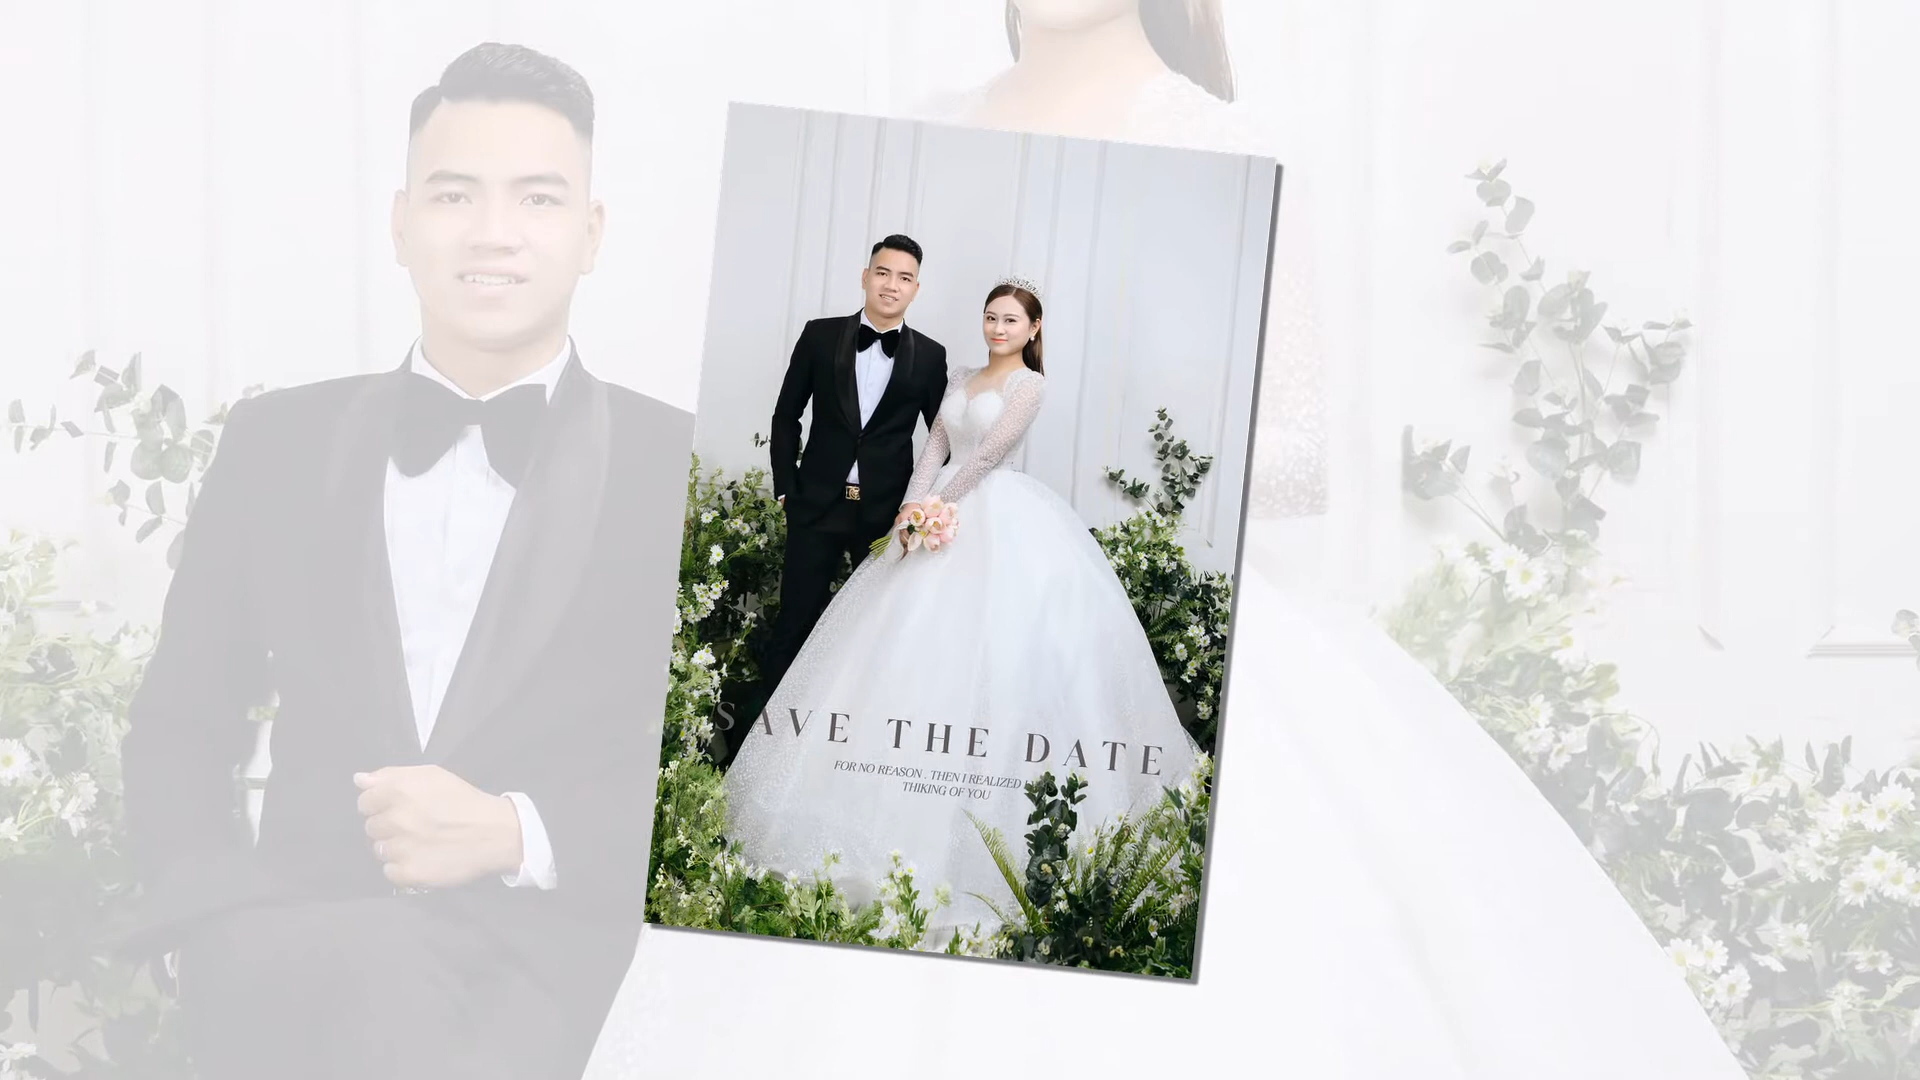 SAVE THE DATE
FOR NO REASON . THEN I REALIZED
THIKING OF YOU